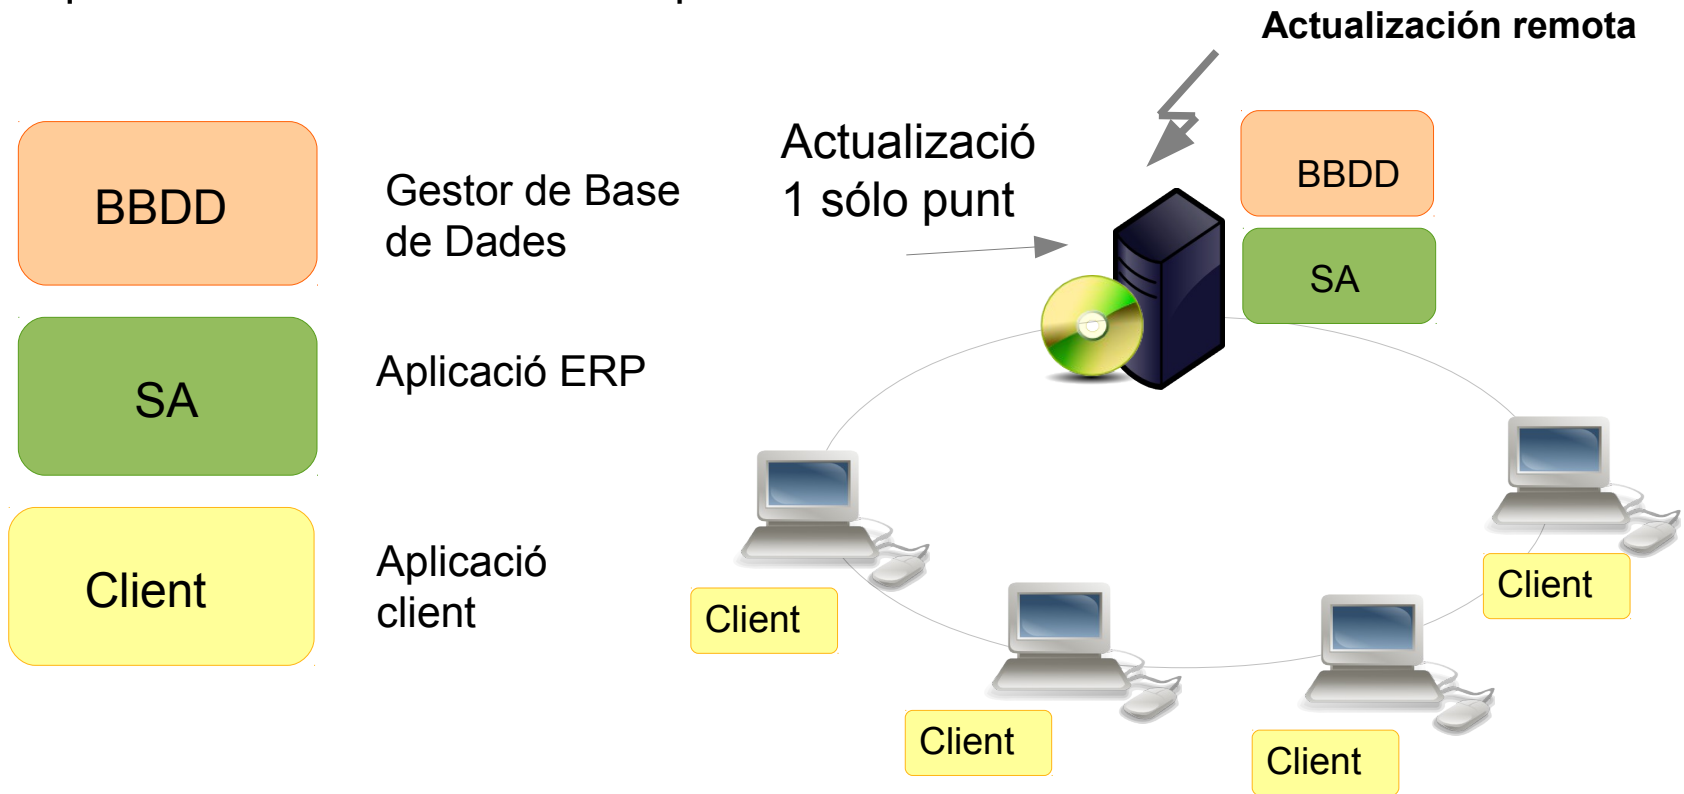 Actualización remota
BBDD
Gestor de Base
de Dades
Actualizació
1 sólo punt
BBDD
SA
SA
Aplicació ERP
Client
Aplicació
client
Client
Client
Client
Client